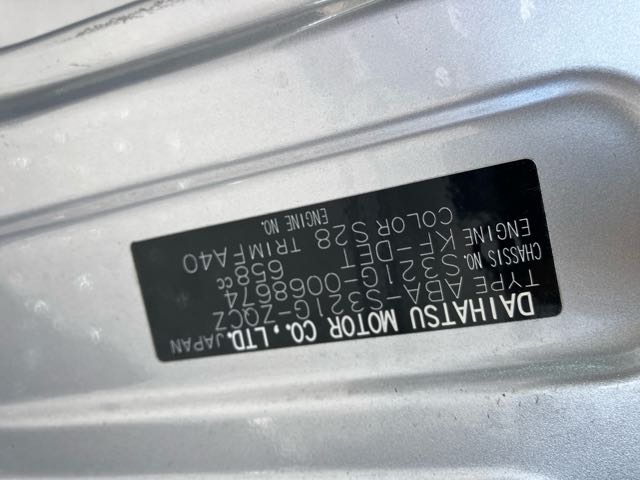 DAIHATSU MOTOR CO., LTD. JAPAN
TYPE ABA-S321G-ZQCZ
CHASSIS NO. S321G-0068674
ENGINE KF-DET 658cc
COLOR S28 TRIM FA40
ENGINE NO.